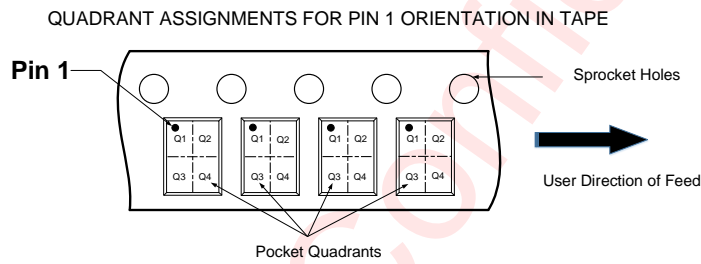 QUADRANT ASSIGNMENTS FOR PIN 1 ORIENTATION IN TAPE
Pin 1
Sprocket Holes
Q1 Q2 Q1 Q2 Q1 Q2 Q1 Q2
Q3 Q4 Q3 Q4 Q3 Q4 Q3 Q4
User Direction of Feed
Pocket Quadrants